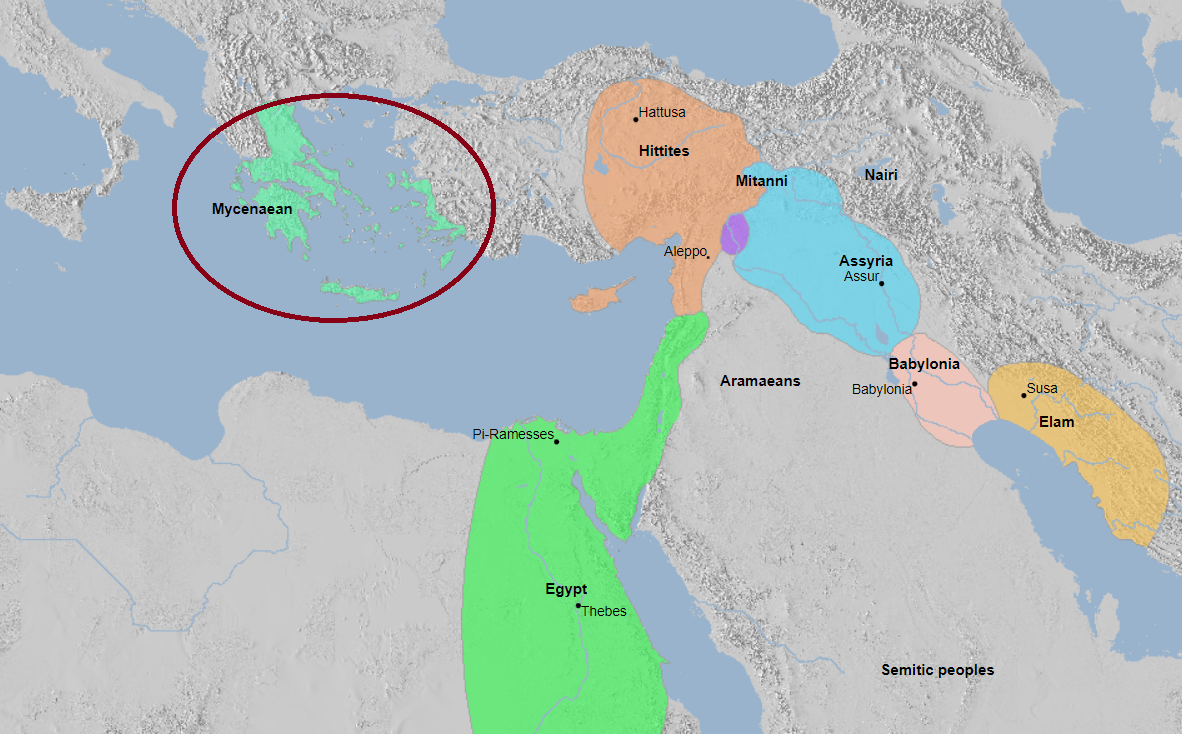 Hattusa
Hittites
Mitanni
Nairi
Mycenaean
Aleppo
Assyria
Assur
Babylonia
Babylonia
Aramaeans
Susa
Elam
Pi-Ramesses
Egypt
Thebes
Semitic peoples